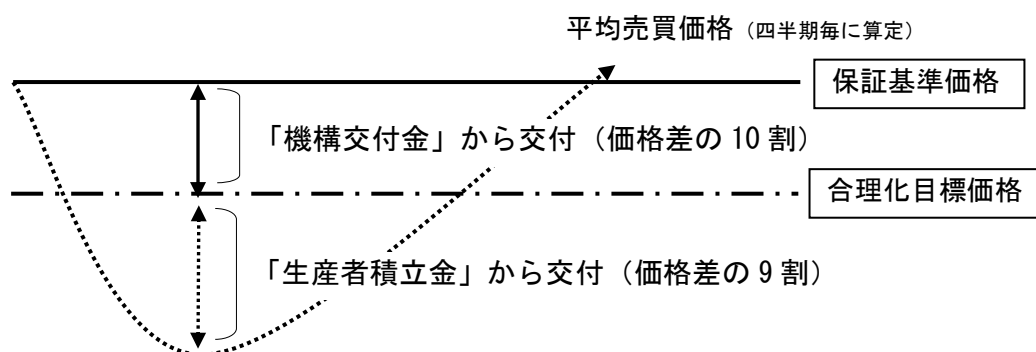 平均売買価格（四半期毎に算定）
保証基準価格
「機構交付金」から交付（価格差の 10 割）
合理化目標価格
「生産者積立金」から交付（価格差の 9 割）